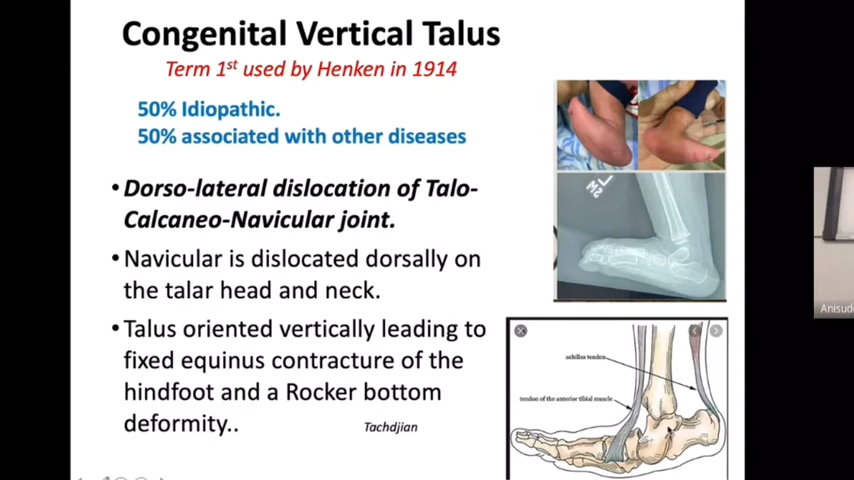 Congenital Vertical Talus
Term 1st used by Henken in 1914
50% Idiopathic.
50% associated with other diseases
• Dorso-lateral dislocation of Talo-
Calcaneo-Navicular joint.
• Navicular is dislocated dorsally on
the talar head and neck.
• Talus oriented vertically leading to
fixed equinus contracture of the
hindfoot and a Rocker bottom
deformity..
Tachdjian
achilles tendon
tendon of the anterior tibial muscle